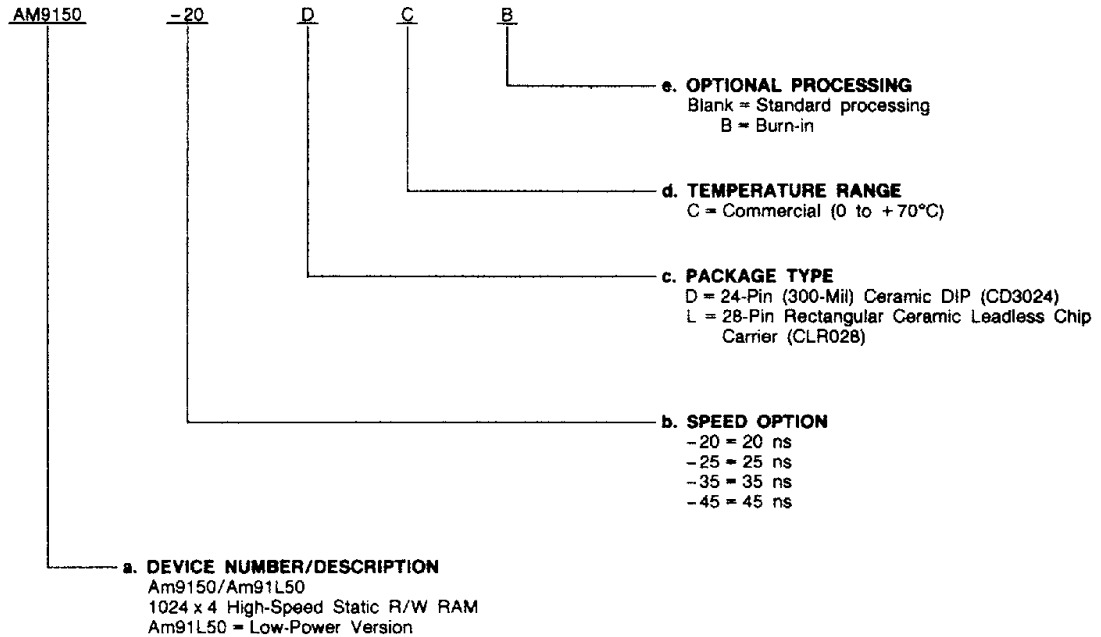 AM9150 -20 D C B
e. OPTIONAL PROCESSING
Blank = Standard processing
B = Burn-in
d. TEMPERATURE RANGE
C = Commercial (0 to +70°C)
c. PACKAGE TYPE
D = 24-Pin (300-Mil) Ceramic DIP (CD3024)
L = 28-Pin Rectangular Ceramic Leadless Chip
Carrier (CLR028)
b. SPEED OPTION
-20 = 20 ns
-25 = 25 ns
-35 = 35 ns
-45 = 45 ns
a. DEVICE NUMBER/DESCRIPTION
Am9150/Am91L50
1024 x 4 High-Speed Static R/W RAM
Am91L50 = Low-Power Version